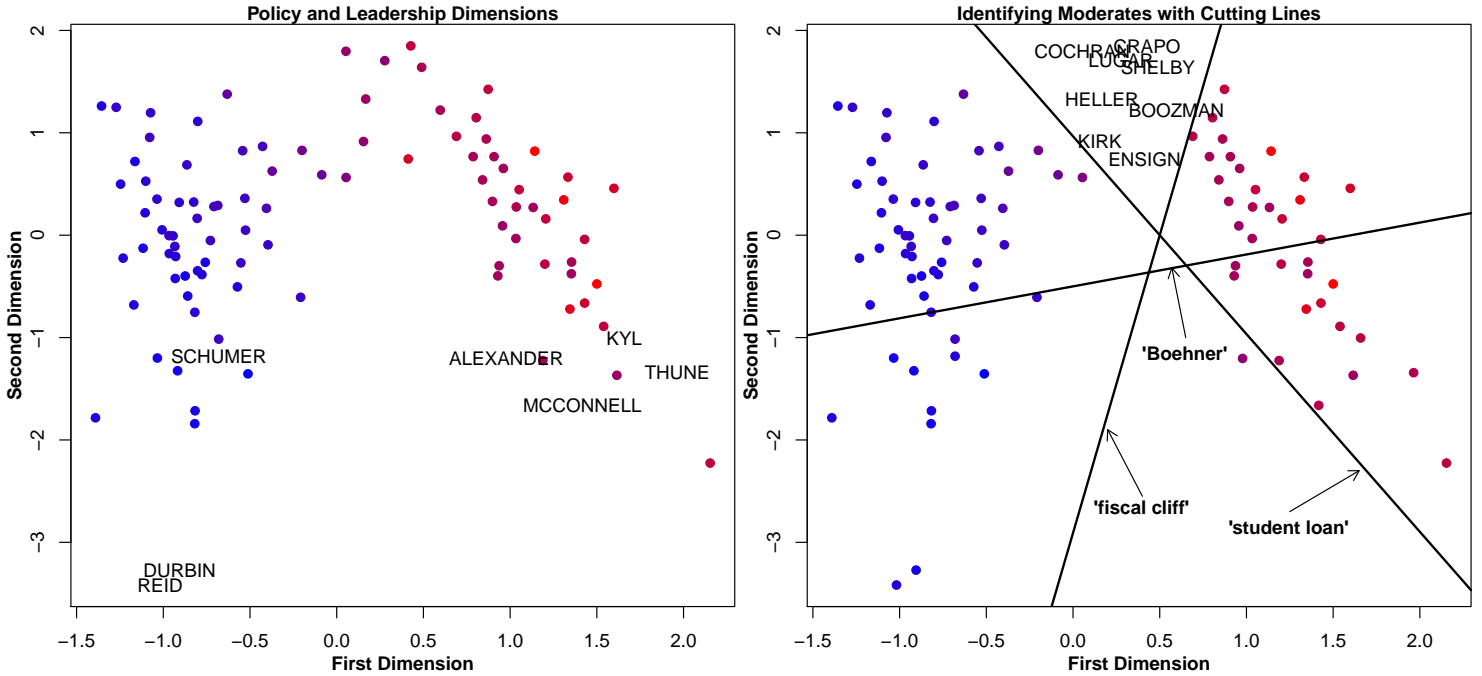 Policy and Leadership Dimensions
Second Dimension
2
1
0
−1
−2
−3
SCHUMER
ALEXANDER
KYL
THUNE
MCCONNELL
DURBIN
REID
−1.5 −1.0 −0.5 0.0 0.5 1.0 1.5 2.0
First Dimension
Identifying Moderates with Cutting Lines
Second Dimension
2
1
0
−1
−2
−3
CRAPO
COCHRAN
LUGAR
SHELBY
HELLER
BOOZMAN
KIRK
ENSIGN
'Boehner'
'fiscal cliff'
'student loan'
−1.5 −1.0 −0.5 0.0 0.5 1.0 1.5 2.0
First Dimension